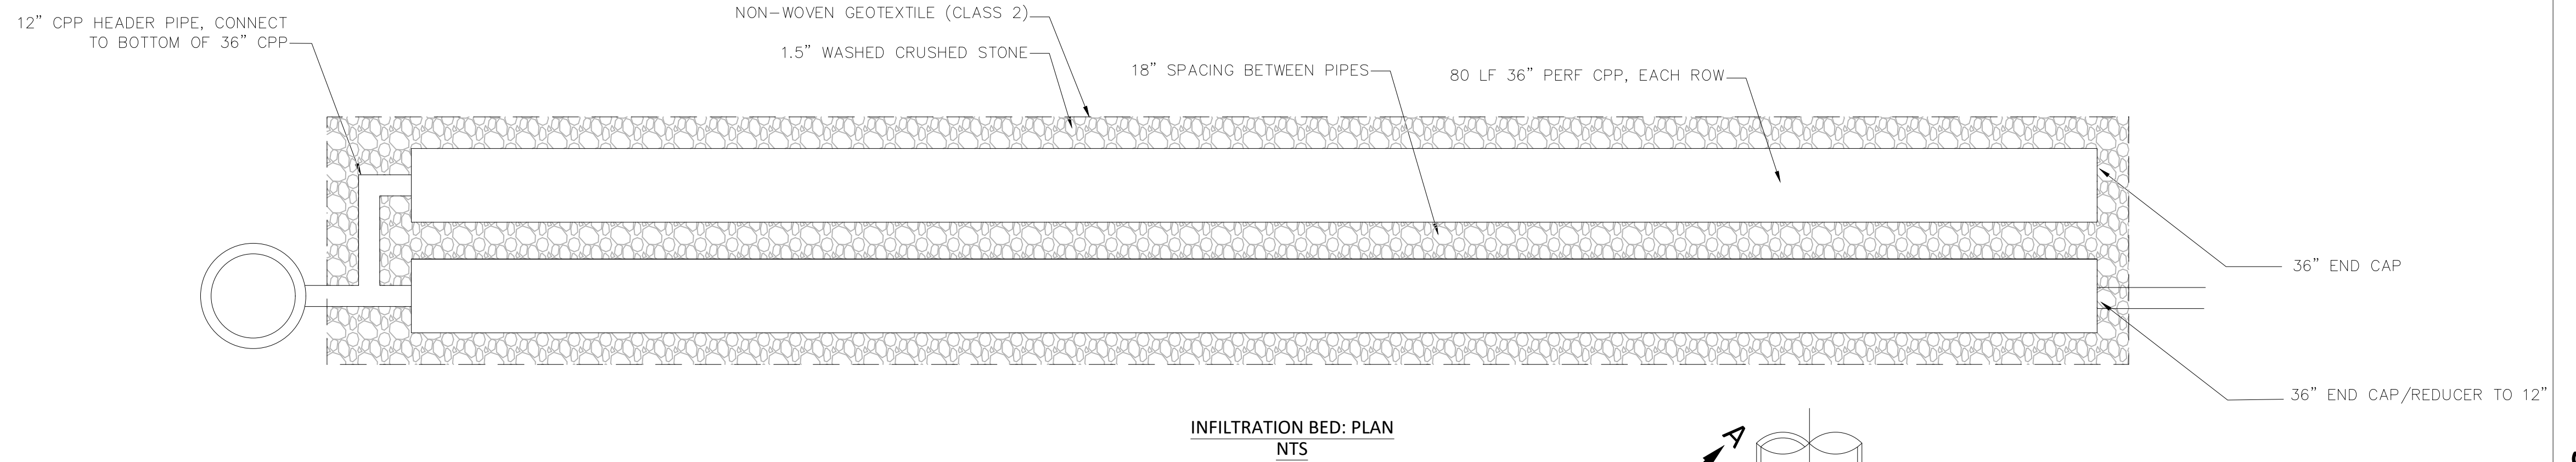 12" CPP HEADER PIPE, CONNECT
TO BOTTOM OF 36" CPP
NON-WOVEN GEOTEXTILE (CLASS 2)
1.5" WASHED CRUSHED STONE
18" SPACING BETWEEN PIPES
80 LF 36" PERF CPP, EACH ROW
36" END CAP
36" END CAP/REDUCER TO 12"
INFILTRATION BED: PLAN
NTS
A